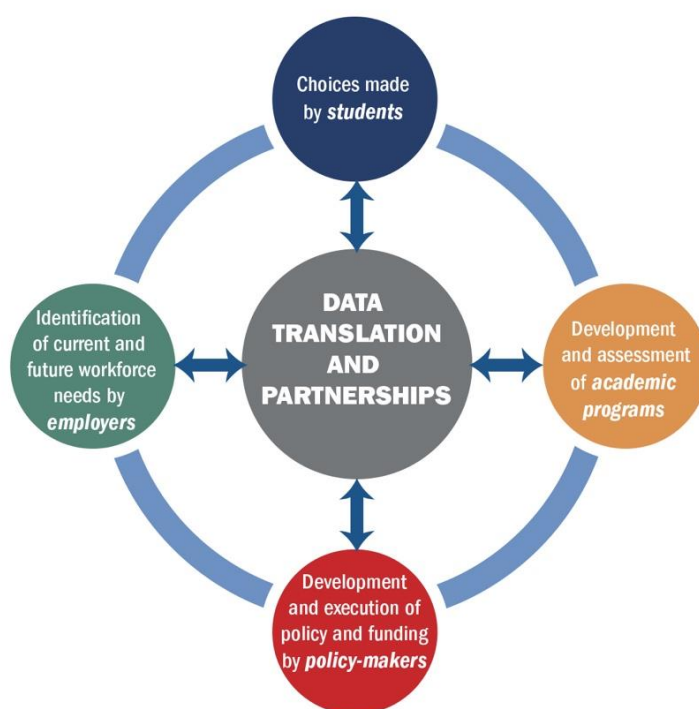 Choices made
by students
DATA
TRANSLATION
AND
PARTNERSHIPS
Identification
of current and
future workforce
needs by
employers
Development
and assessment
of academic
programs
Development
and execution of
policy and funding
by policy-makers